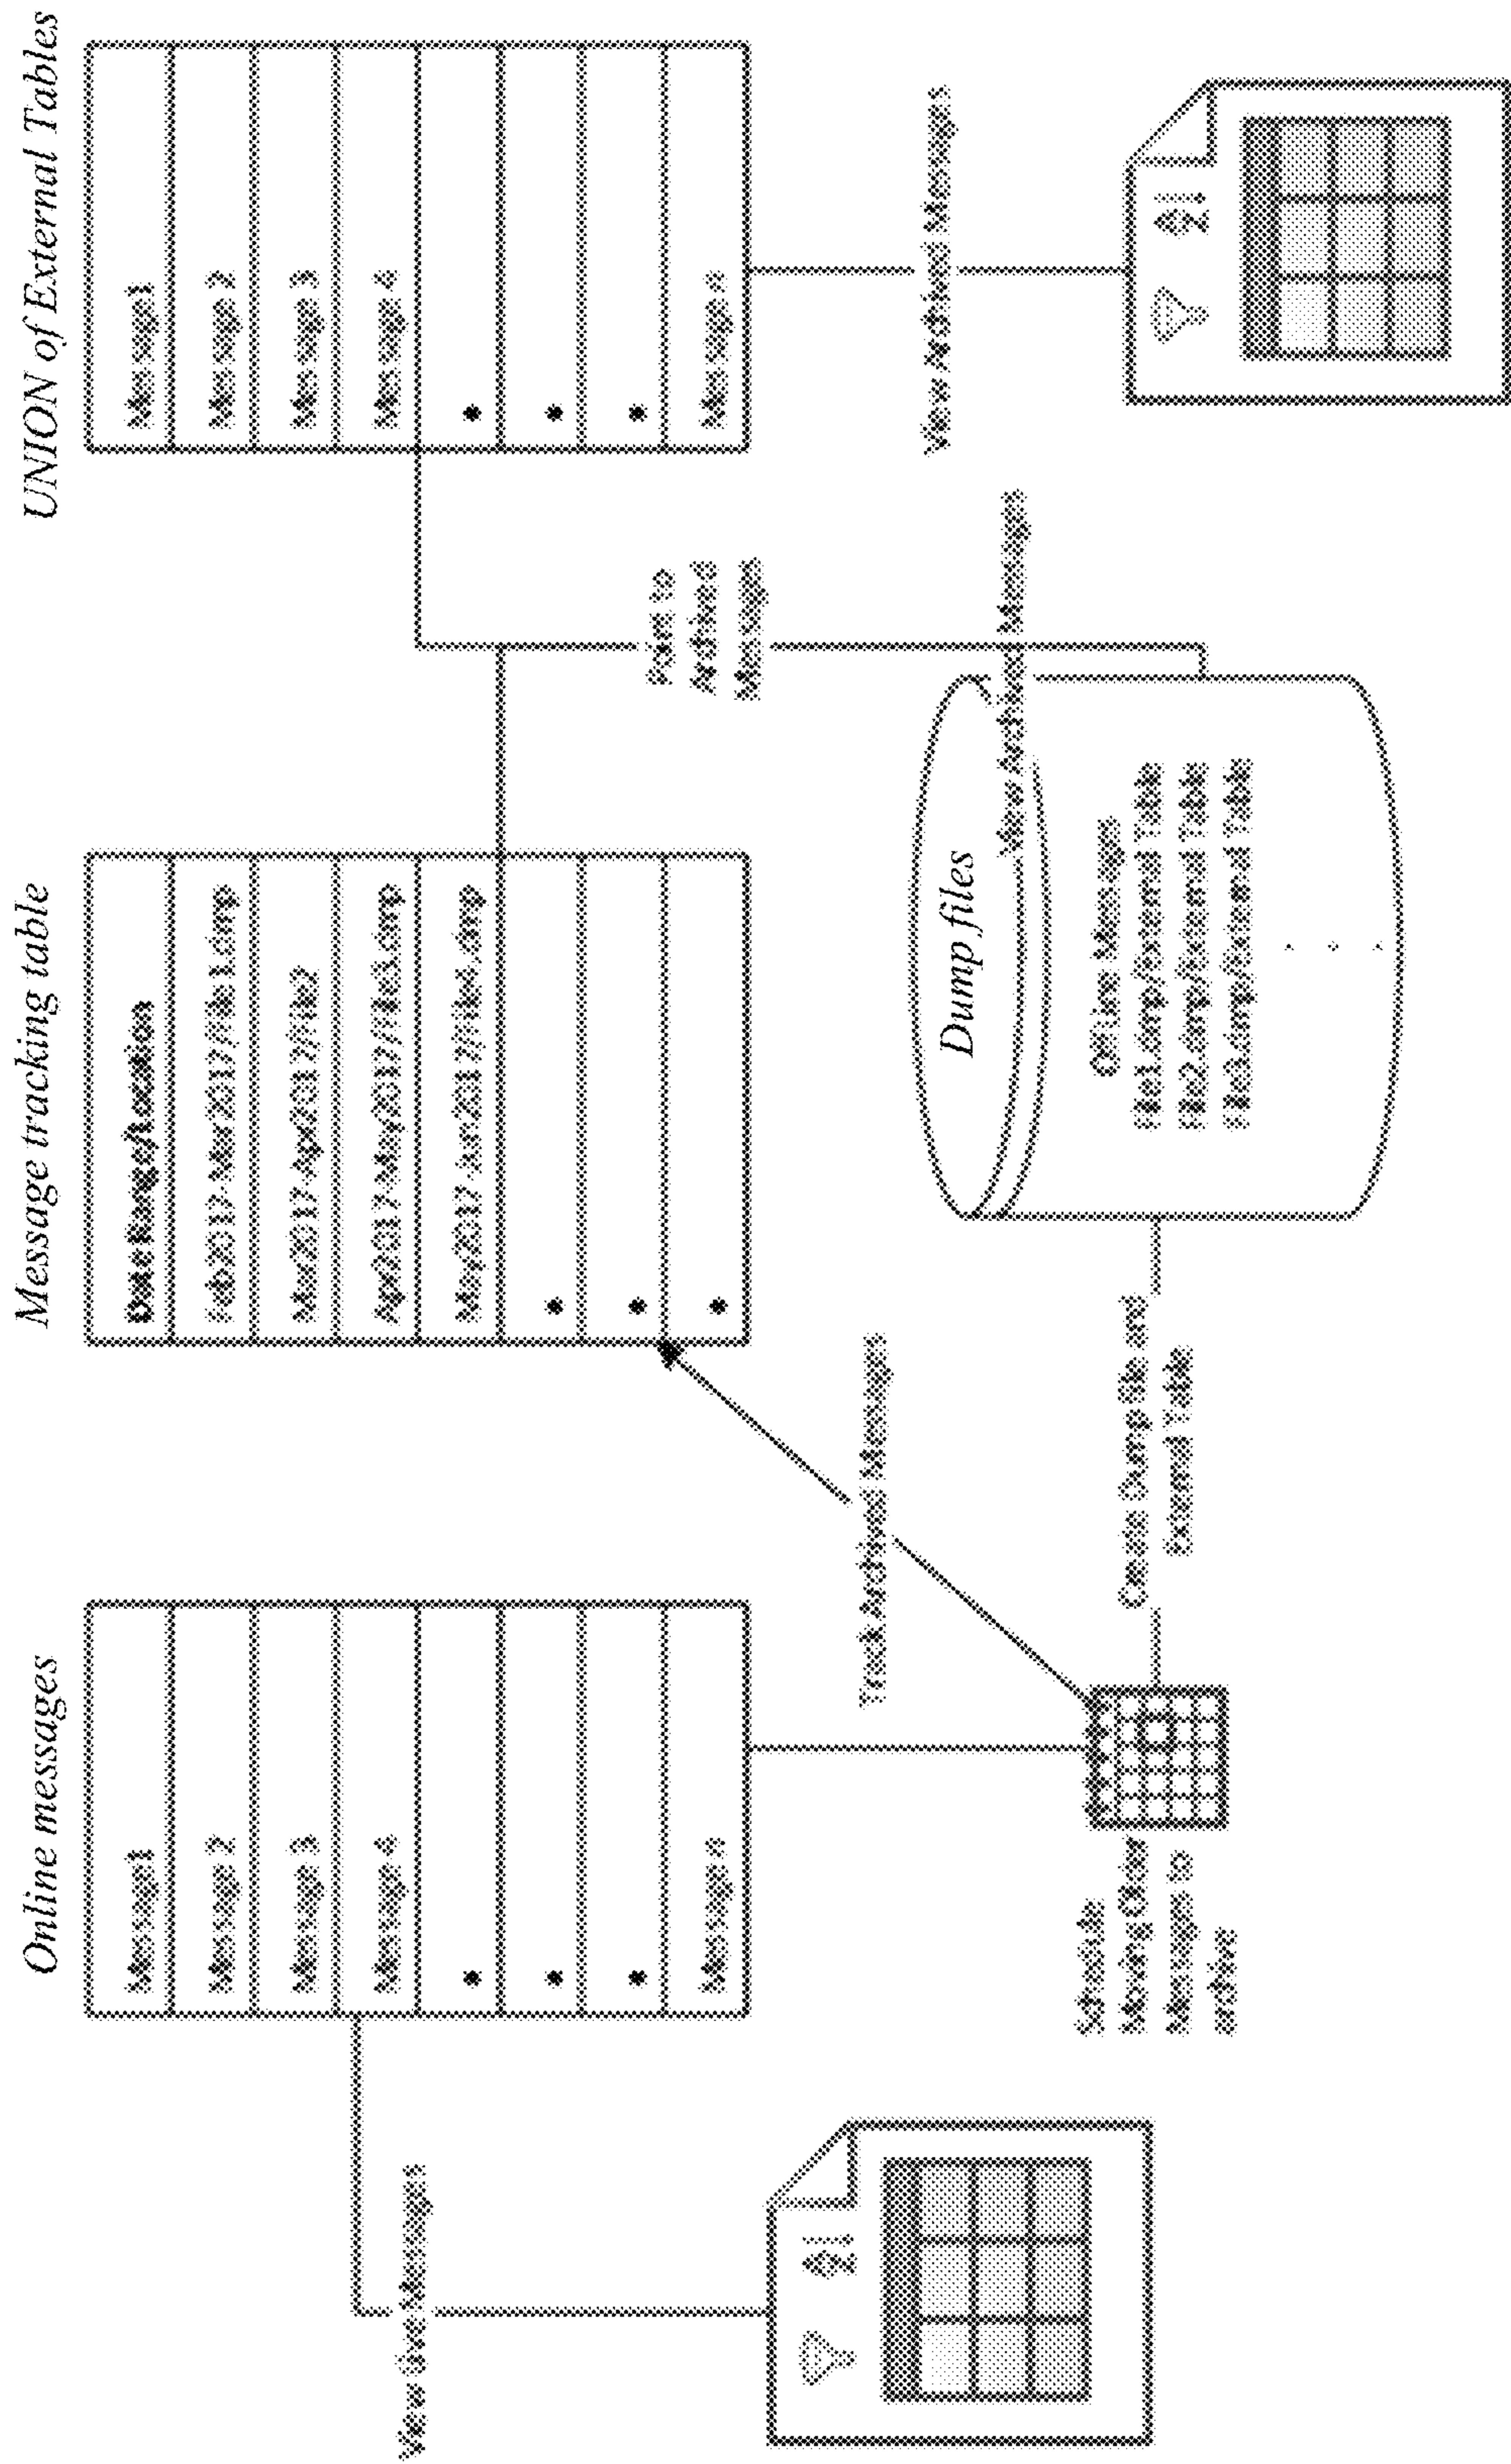 Online messages
Message1
Message 2
Message 3
Message 4
•
•
•
Message n
View Live Messages
Schedule
Moving Older
Messages to
archive
Track Archived Messages
Create Dump file and
External Table
Message tracking table
Date Range/Location
Feb2017-Mar2017/File1.dmp
Mar2017-Apr2017/File2
Apr2017-May2017/File3.dmp
May2017-Jun2017/File4.dmp
•
•
•
Dump files
Offline Messages
File1.dmp/External Table
File2.dmp/External Table
File3.dmp/External Table
.
.
.
View Archived Messages
Point to
Archived
Messages
UNION of External Tables
Message1
Message 2
Message 3
Message 4
•
•
•
Message n
View Archived Messages